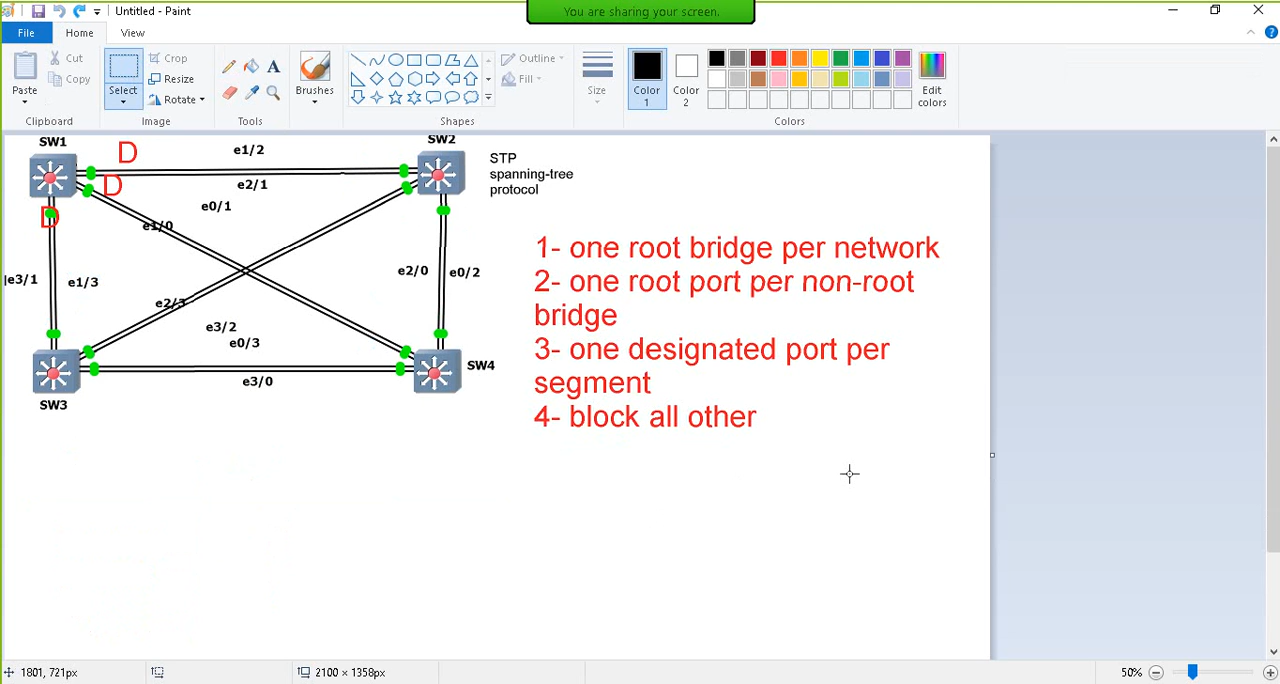 You are sharing your screen.
Untitled - Paint
File
Home
View
Paste
Cut
Copy
Clipboard
Select
Crop
Resize
Rotate
Image
Tools
Brushes
Outline
Fill
Shapes
Size
Color
1
Color
2
Edit
colors
Colors
SW1
D
e1/2
SW2
D
e2/1
STP
spanning-tree
protocol
D
e0/1
e1/0
1- one root bridge per network
2- one root port per non-root
bridge
3- one designated port per
segment
4- block all other
e3/1
e1/3
e2/0
e0/2
e2/3
e3/2
e0/3
e3/0
SW3
SW4
1801, 721px
2100 × 1358px
50%